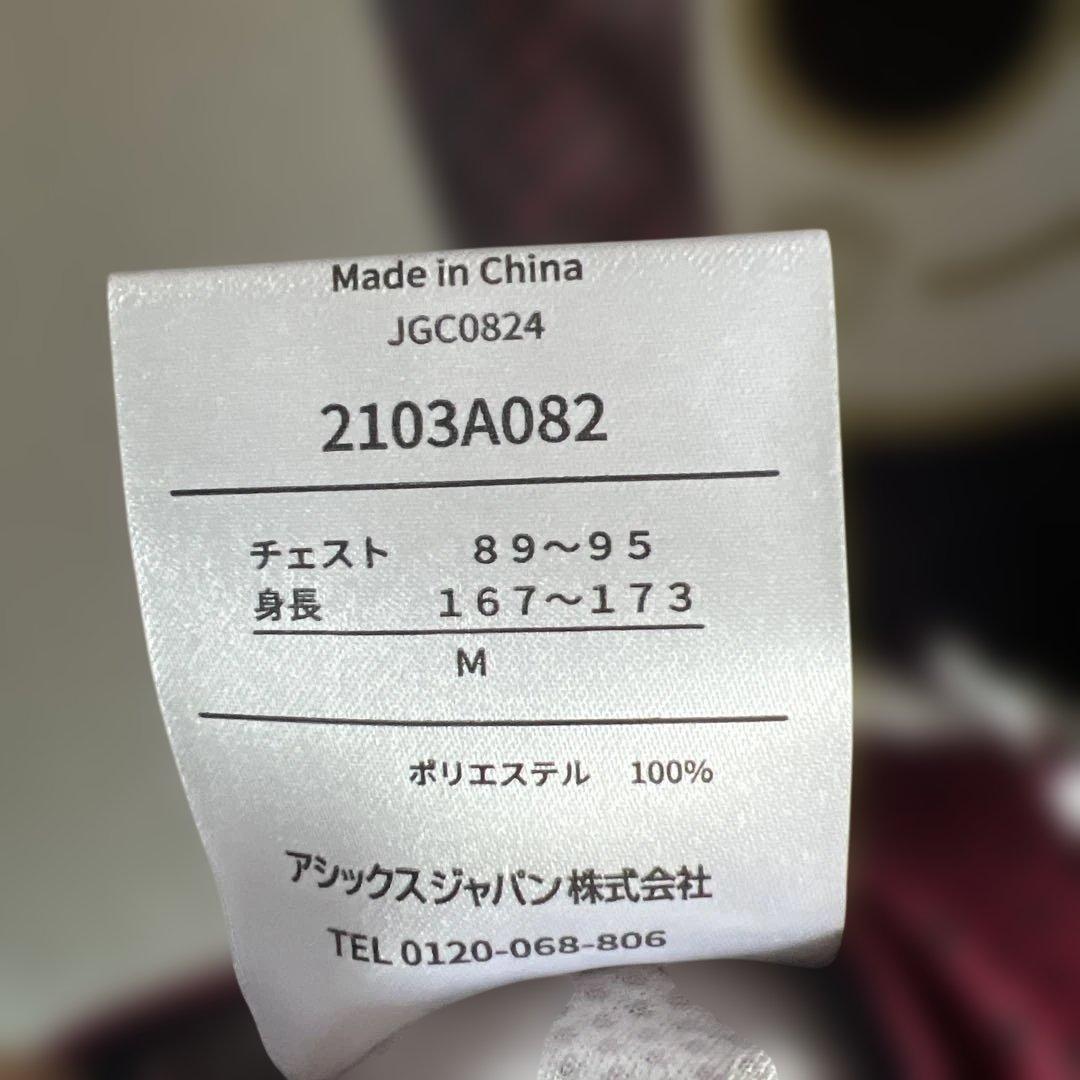 Made in China
JGC0824
2103A082
チェスト　８９～９５
身長　１６７～１７３
M
ポリエステル　100%
アシックスジャパン株式会社
TEL 0120-068-806